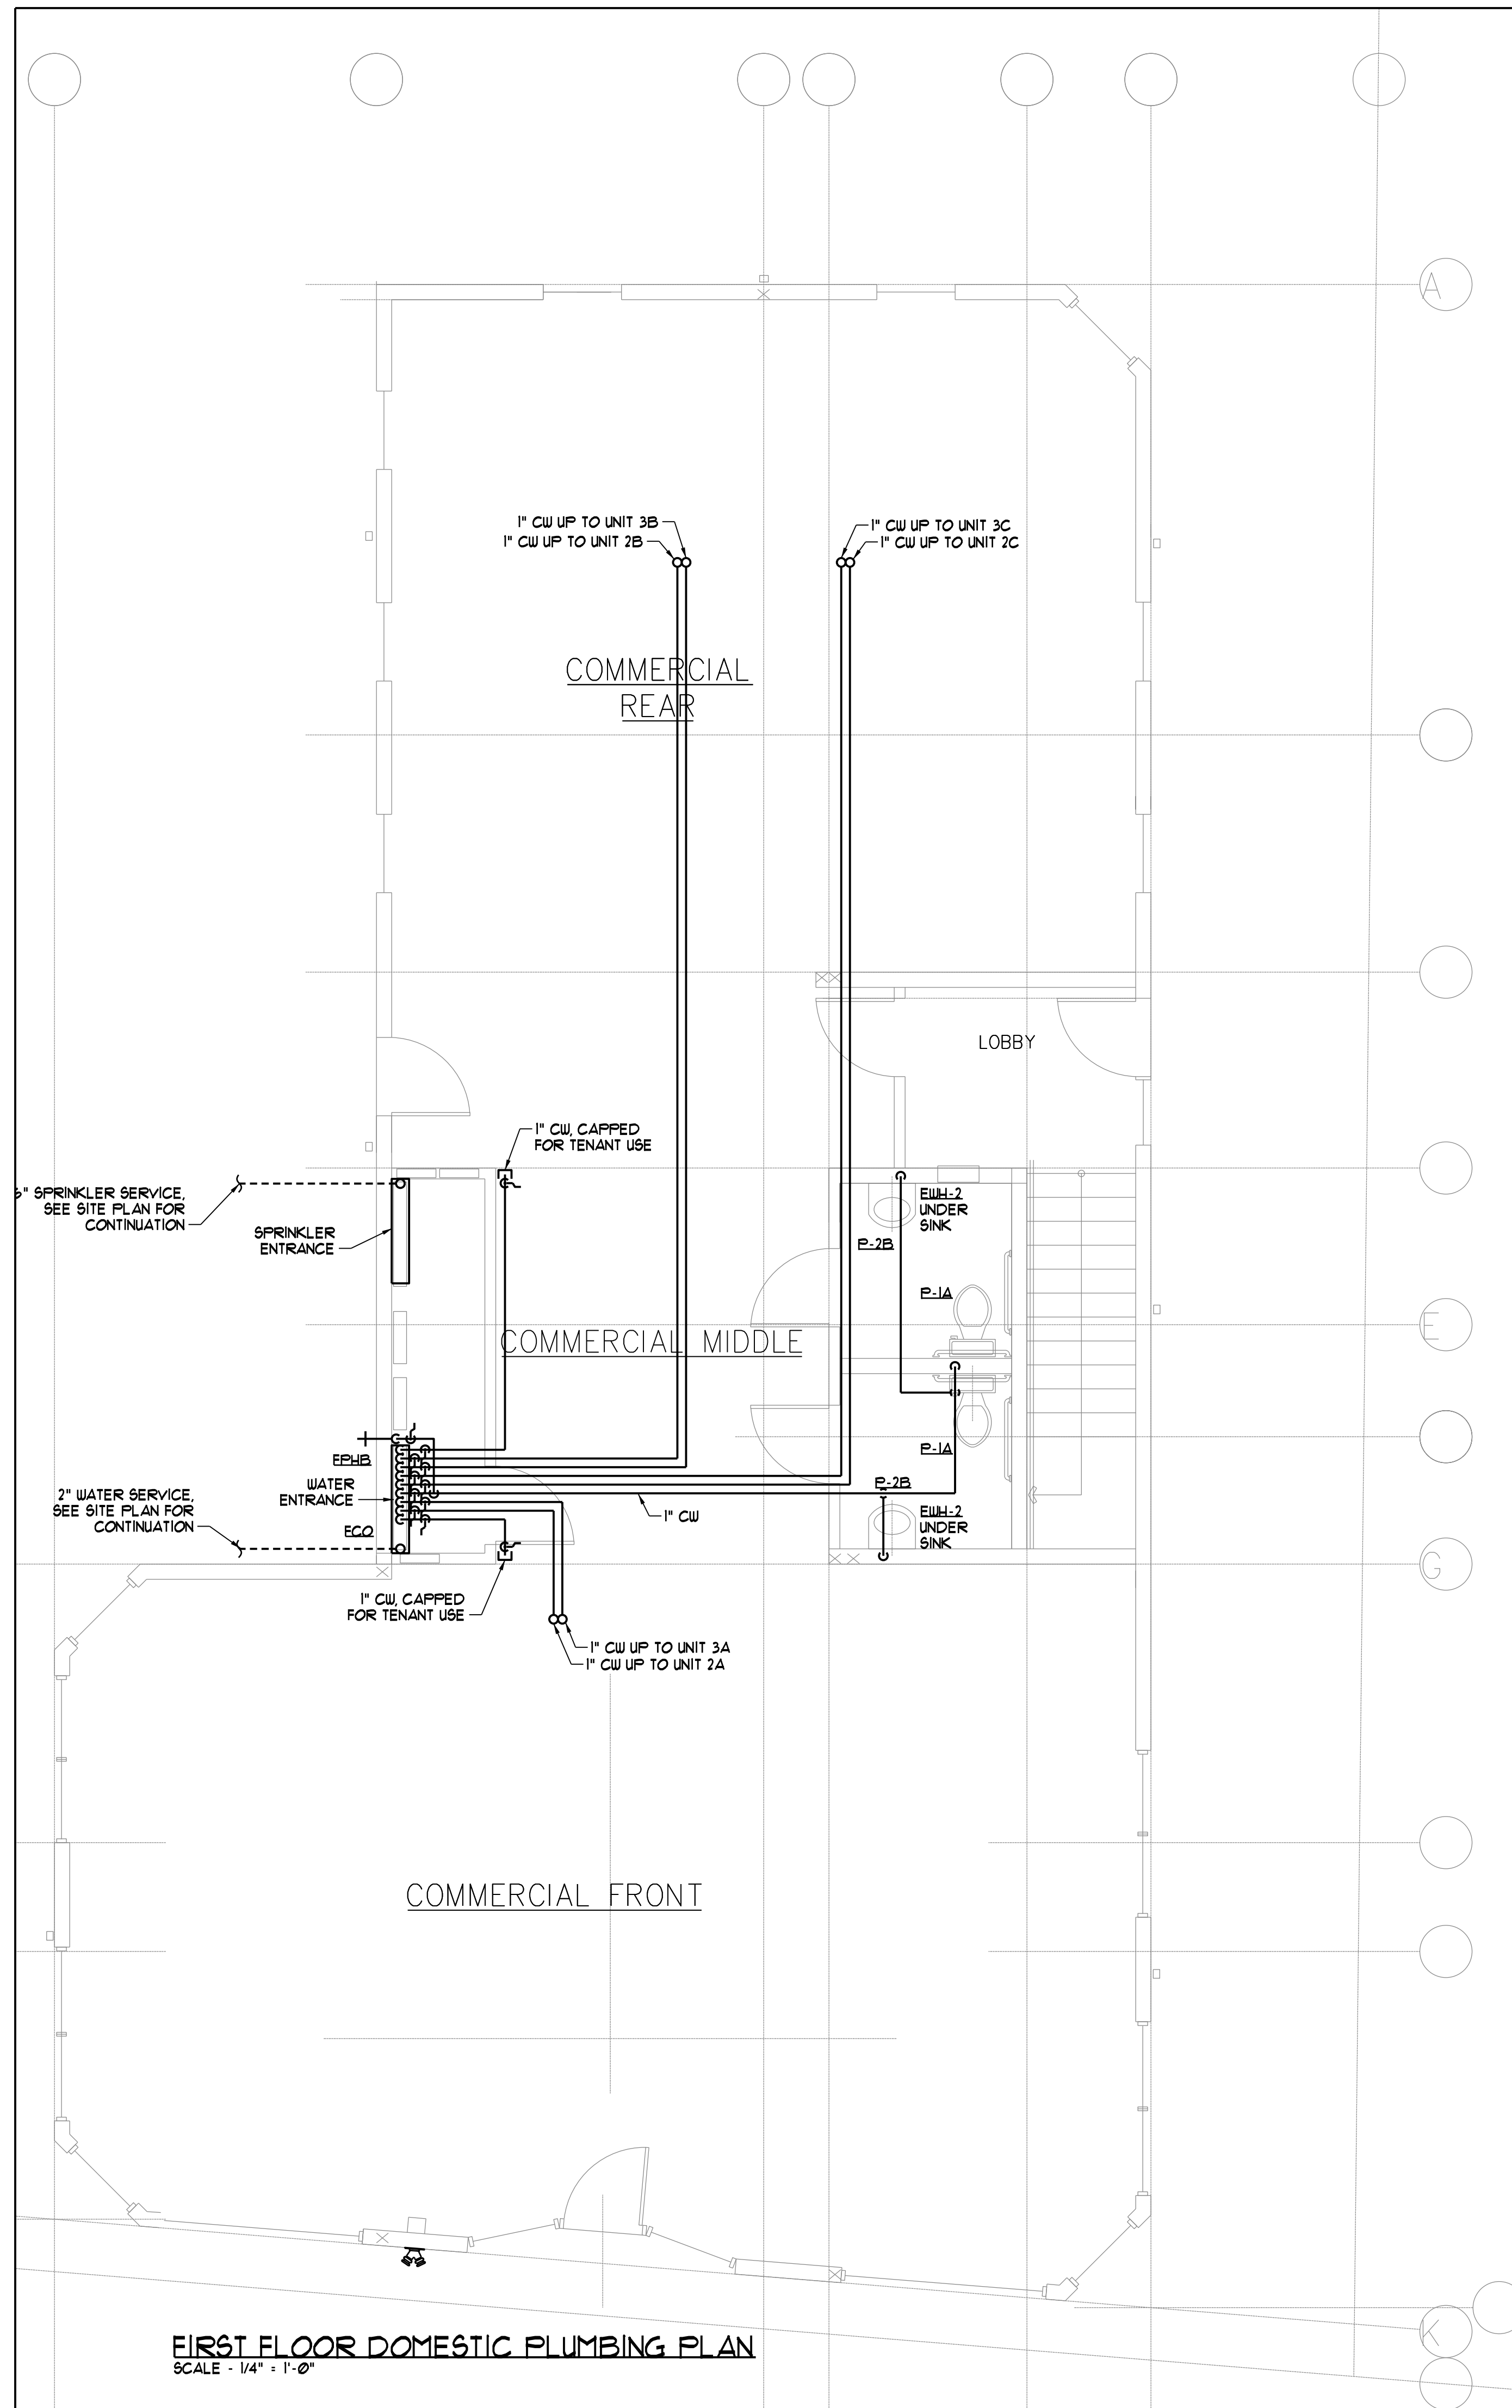 A
1" CW UP TO UNIT 3B
1" CW UP TO UNIT 2B
1" CW UP TO UNIT 3C
1" CW UP TO UNIT 2C
COMMERCIAL
REAR
LOBBY
1" CW, CAPPED
FOR TENANT USE
SPRINKLER SERVICE,
SEE SITE PLAN FOR
CONTINUATION
SPRINKLER
ENTRANCE
EWH-2
UNDER
SINK
P-2B
P-1A
E
COMMERCIAL MIDDLE
P-1A
FPHB
WATER
ENTRANCE
ECO
2" WATER SERVICE,
SEE SITE PLAN FOR
CONTINUATION
1" CW
P-2B
EWH-2
UNDER
SINK
G
1" CW, CAPPED
FOR TENANT USE
1" CW UP TO UNIT 3A
1" CW UP TO UNIT 2A
COMMERCIAL FRONT
K
FIRST FLOOR DOMESTIC PLUMBING PLAN
SCALE - 1/4" = 1'-0"